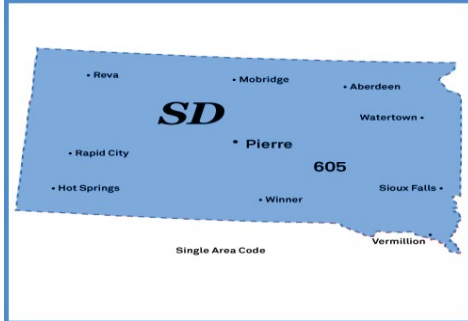 Reva
Mobridge
Aberdeen
SD
Watertown
Pierre
Rapid City
605
Hot Springs
Sioux Falls
Winner
Vermillion
Single Area Code